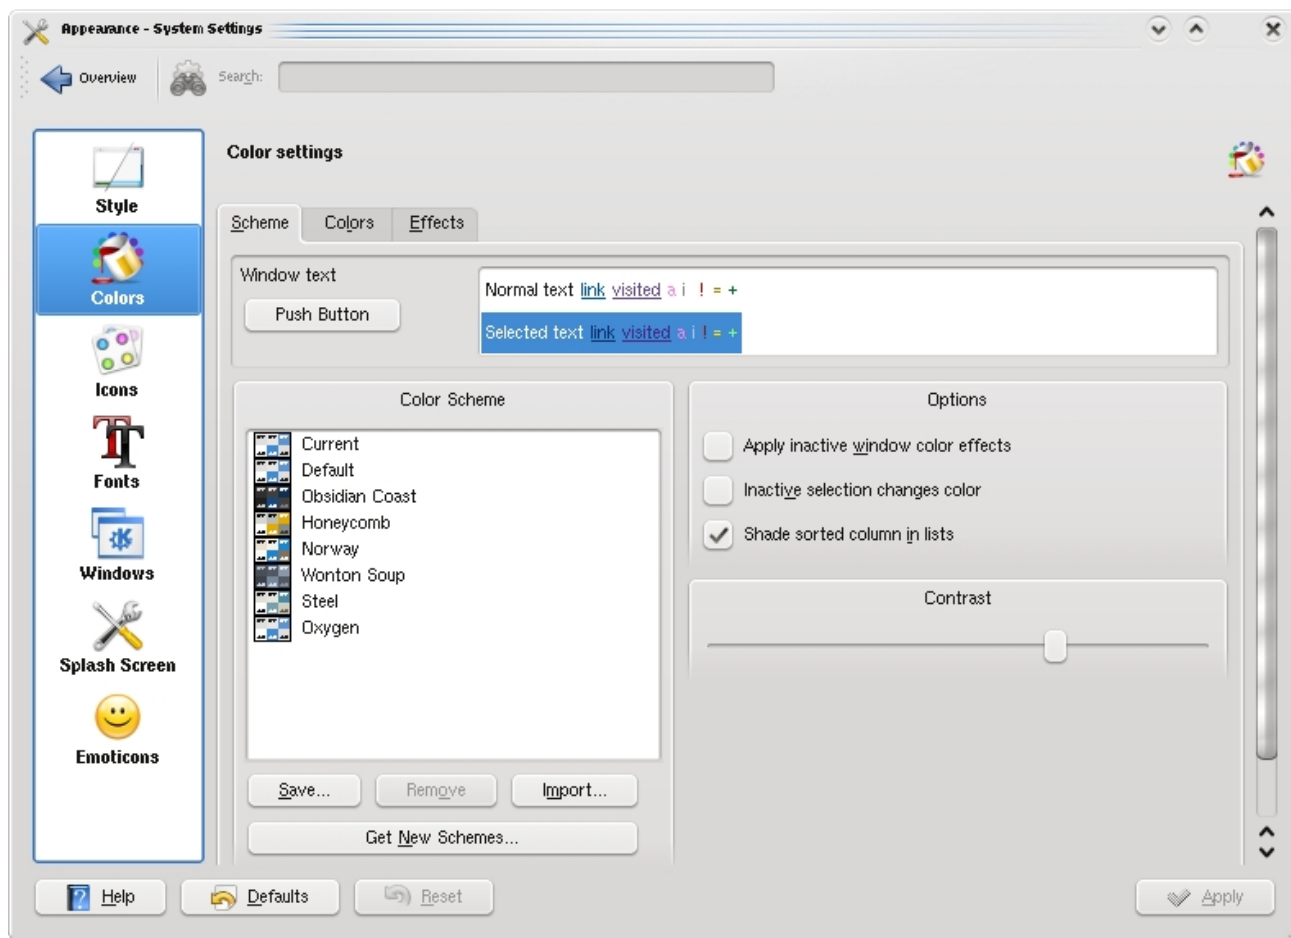 Appearance - System Settings
Overview
Search:
Style
Colors
Icons
Fonts
Windows
Splash Screen
Emoticons
Color settings
Scheme Colors Effects
Window text
Push Button
Normal text link visited a i ! = +
Selected text link visited a i ! = +
Color Scheme
Current
Default
Obsidian Coast
Honeycomb
Norway
Wonton Soup
Steel
Oxygen
Save... Remove Import...
Get New Schemes...
Options
Apply inactive window color effects
Inactive selection changes color
Shade sorted column in lists
Contrast
Help Defaults Reset Apply